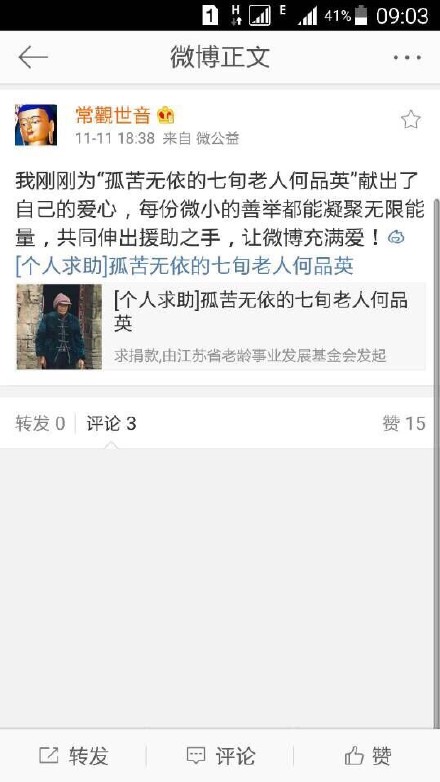 1 H E 41% 09:03
微博正文
常觀世音
11-11 18:38 来自 微公益
我刚刚为“孤苦无依的七旬老人何品英”献出了
自己的爱心，每份微小的善举都能凝聚无限能
量，共同伸出援助之手，让微博充满爱！
[个人求助]孤苦无依的七旬老人何品英
[个人求助]孤苦无依的七旬老人何品
英
求捐款,由江苏省老龄事业发展基金会发起
转发 0 评论 3 赞 15
转发 评论 赞